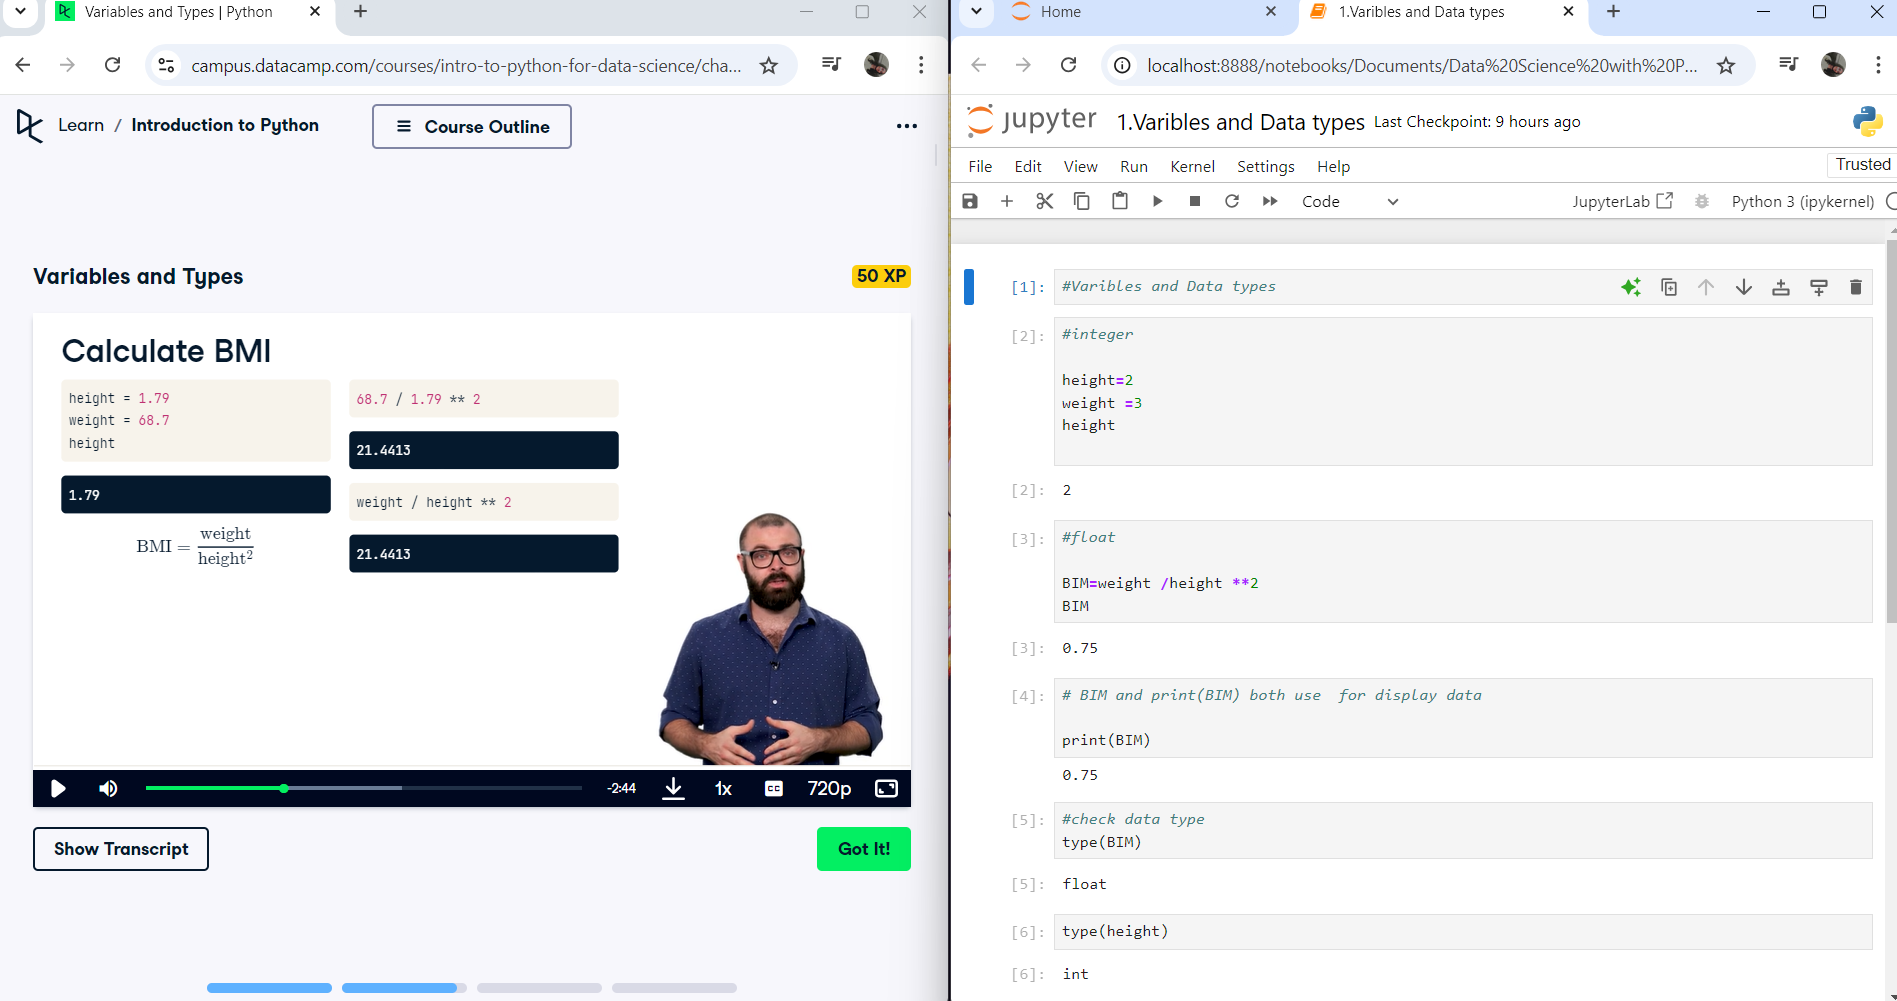 Variables and Types | Python
campus.datacamp.com/courses/intro-to-python-for-data-science/cha...
Learn / Introduction to Python
Course Outline
Variables and Types
50 XP
Calculate BMI
height = 1.79
weight = 68.7
height
1.79
BMI = weight
height²
68.7 / 1.79 ** 2
21.4413
weight / height ** 2
21.4413
-2:44
1x
CC
720p
Show Transcript
Got It!
Home
1.Varibles and Data types
localhost:8888/notebooks/Documents/Data%20Science%20with%20P...
jupyter
1.Varibles and Data types
Last Checkpoint: 9 hours ago
File Edit View Run Kernel Settings Help
Trusted
Code
JupyterLab
Python 3 (ipykernel)
[1]: #Varibles and Data types
[2]: #integer
height=2
weight =3
height
[2]: 2
[3]: #float
BIM=weight /height **2
BIM
[3]: 0.75
[4]: # BIM and print(BIM) both use  for display data
print(BIM)
0.75
[5]: #check data type
type(BIM)
[5]: float
[6]: type(height)
[6]: int